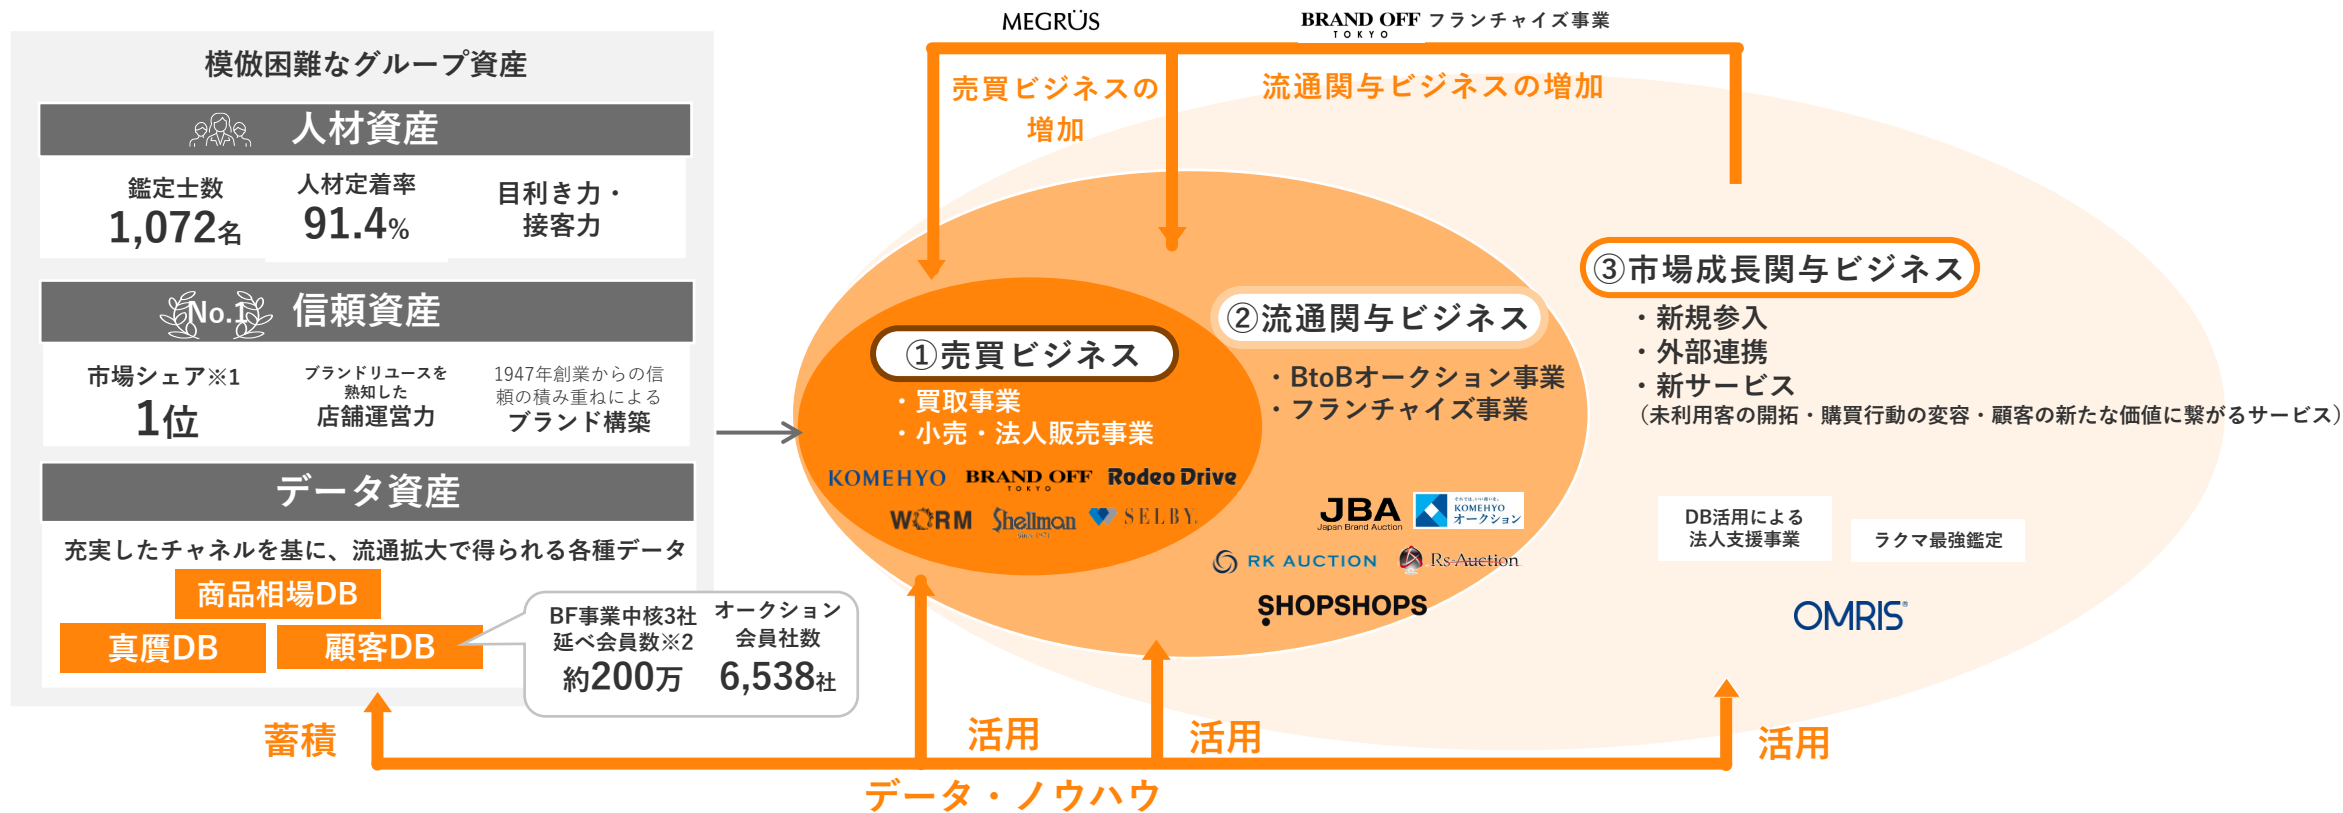 MEGRÜS
BRAND OFF
TOKYO
フランチャイズ事業
模倣困難なグループ資産
人材資産
鑑定士数
1,072名
人材定着率
91.4%
目利き力・
接客力
No.1
信頼資産
市場シェア※1
1位
ブランドリユースを
熟知した
店舗運営力
1947年創業からの信
頼の積み重ねによる
ブランド構築
データ資産
充実したチャネルを基に、流通拡大で得られる各種データ
商品相場DB
真贋DB
顧客DB
BF事業中核3社
延べ会員数※2
約200万
オークション
会員社数
6,538社
売買ビジネスの
増加
流通関与ビジネスの増加
①売買ビジネス
・買取事業
・小売・法人販売事業
KOMEHYO
BRAND OFF
TOKYO
Rodeo Drive
WORM
Shellman
Since 1971
SELBY
②流通関与ビジネス
・BtoBオークション事業
・フランチャイズ事業
JBA
Japan Brand Auction
KOMEHYO
オークション
RK AUCTION
Rs-Auction
SHOPSHOPS
③市場成長関与ビジネス
・新規参入
・外部連携
・新サービス
（未利用客の開拓・購買行動の変容・顧客の新たな価値に繋がるサービス）
DB活用による
法人支援事業
ラクマ最強鑑定
OMRIS®
蓄積
活用
活用
活用
データ・ノウハウ